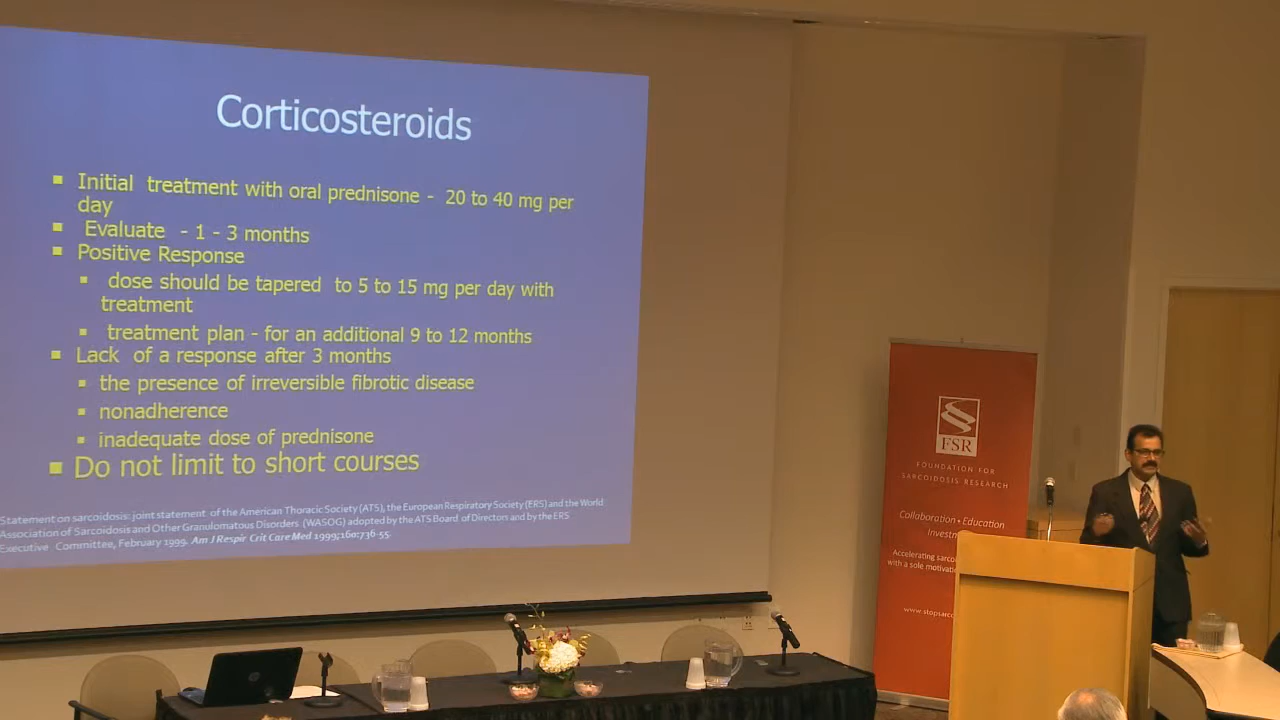 Corticosteroids
Initial treatment with oral prednisone - 20 to 40 mg per
day
Evaluate - 1 - 3 months
Positive Response
dose should be tapered to 5 to 15 mg per day with
treatment
treatment plan - for an additional 9 to 12 months
Lack of a response after 3 months
the presence of irreversible fibrotic disease
nonadherence
inadequate dose of prednisone
Do not limit to short courses
Statement on sarcoidosis: joint statement of the American Thoracic Society (ATS), the European Respiratory Society (ERS) and the World
Association of Sarcoidosis and Other Granulomatous Disorders (WASOG) adopted by the ATS Board of Directors and by the ERS
Executive Committee, February 1999. Am J Respir Crit Care Med 1999;160:736-55
FSR
FOUNDATION FOR
SARCOIDOSIS RESEARCH
Collaboration • Education
Accelerating
with a sole